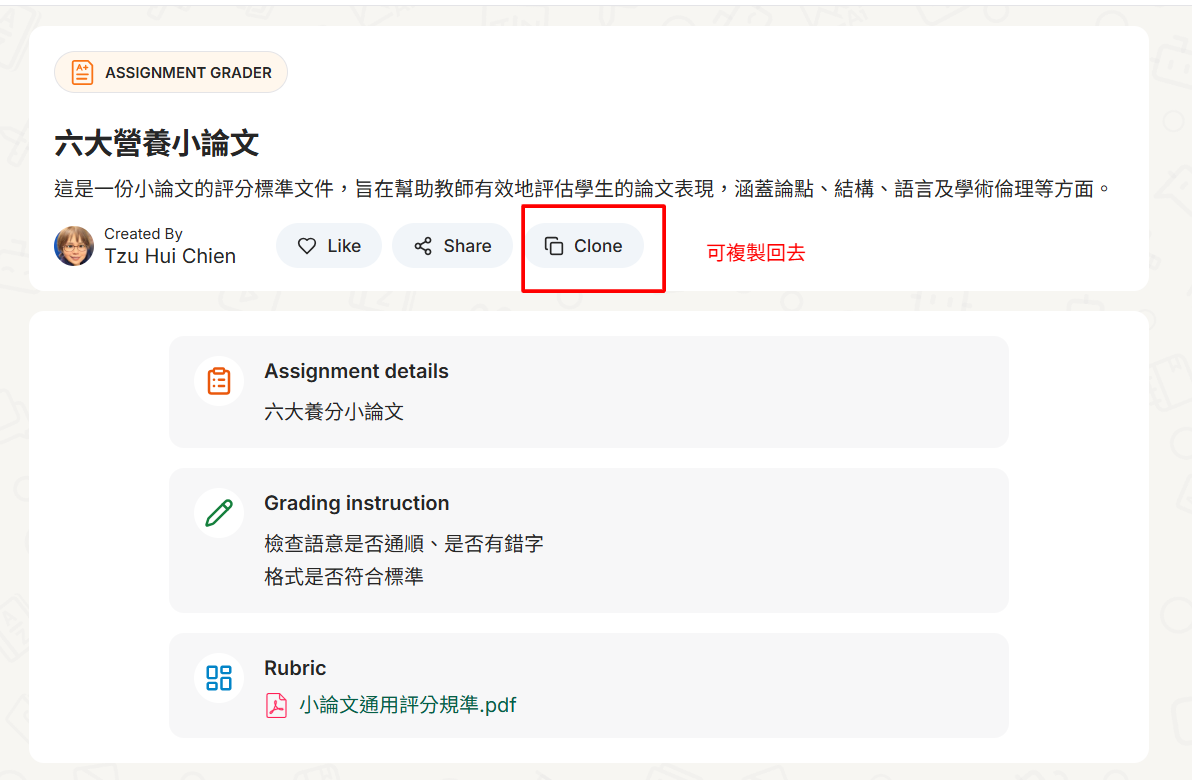 ASSIGNMENT GRADER
六大營養小論文
這是一份小論文的評分標準文件，旨在幫助教師有效地評估學生的論文表現，涵蓋論點、結構、語言及學術倫理等方面。
Created By
Tzu Hui Chien
Like
Share
Clone
可複製回去
Assignment details
六大養分小論文
Grading instruction
檢查語意是否通順、是否有錯字
格式是否符合標準
Rubric
小論文通用評分規準.pdf